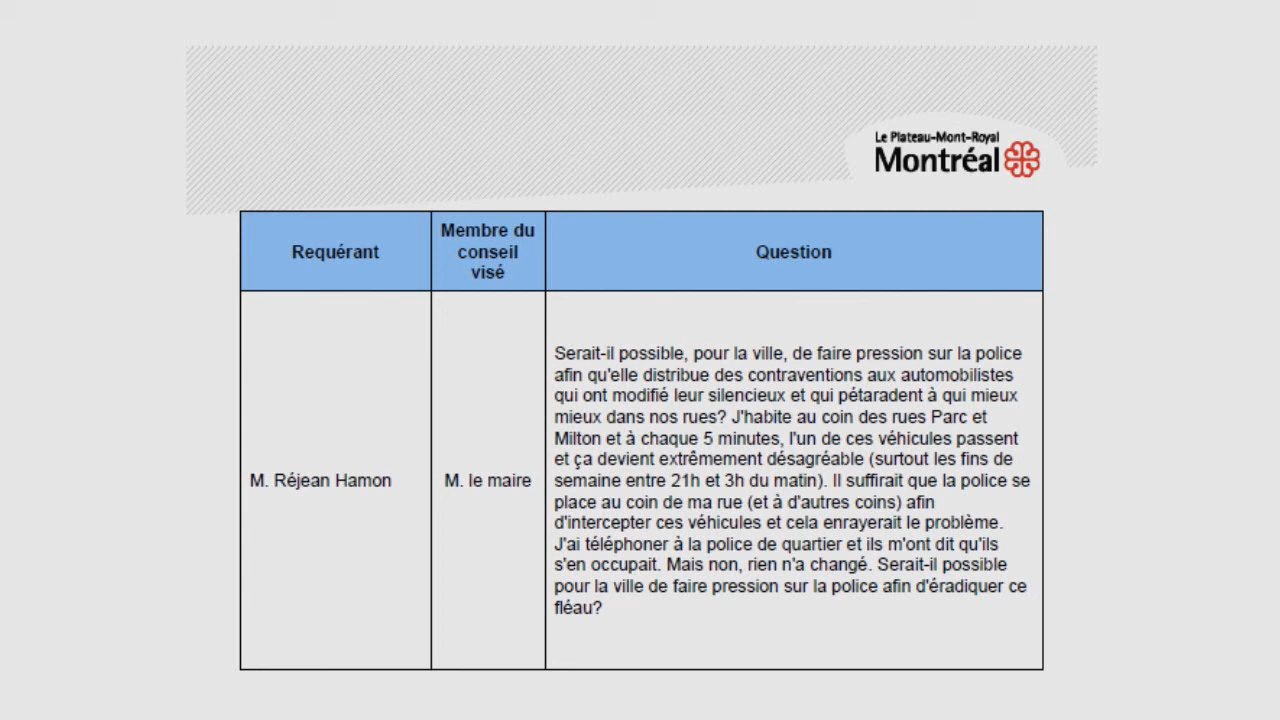 Le Plateau-Mont-Royal
Montréal
Requérant
Membre du
conseil
visé
Question
M. Réjean Hamon
M. le maire
Serait-il possible, pour la ville, de faire pression sur la police
afin qu'elle distribue des contraventions aux automobilistes
qui ont modifié leur silencieux et qui pétaradent à qui mieux
mieux dans nos rues? J'habite au coin des rues Parc et
Milton et à chaque 5 minutes, l'un de ces véhicules passent
et ça devient extrêmement désagréable (surtout les fins de
semaine entre 21h et 3h du matin). Il suffirait que la police se
place au coin de ma rue (et à d'autres coins) afin
d'intercepter ces véhicules et cela enrayerait le problème.
J'ai téléphoner à la police de quartier et ils m'ont dit qu'ils
s'en occupait. Mais non, rien n'a changé. Serait-il possible
pour la ville de faire pression sur la police afin d'éradiquer ce
fléau?